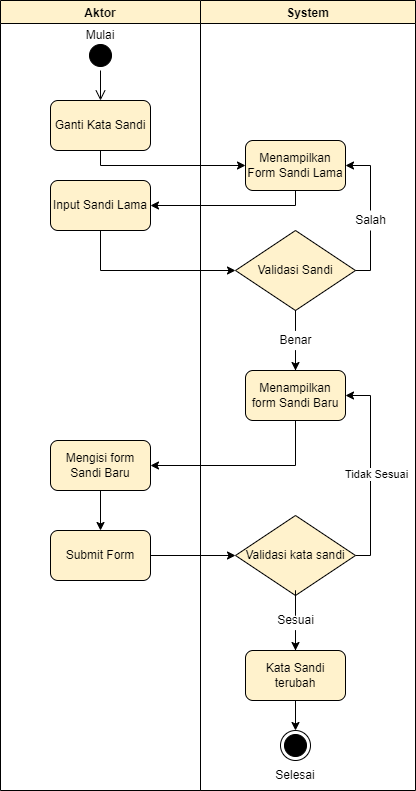 Aktor
System
Mulai
Ganti Kata Sandi
Menampilkan
Form Sandi Lama
Input Sandi Lama
Salah
Validasi Sandi
Benar
Menampilkan
form Sandi Baru
Mengisi form
Sandi Baru
Tidak Sesuai
Submit Form
Validasi kata sandi
Sesuai
Kata Sandi
terubah
Selesai